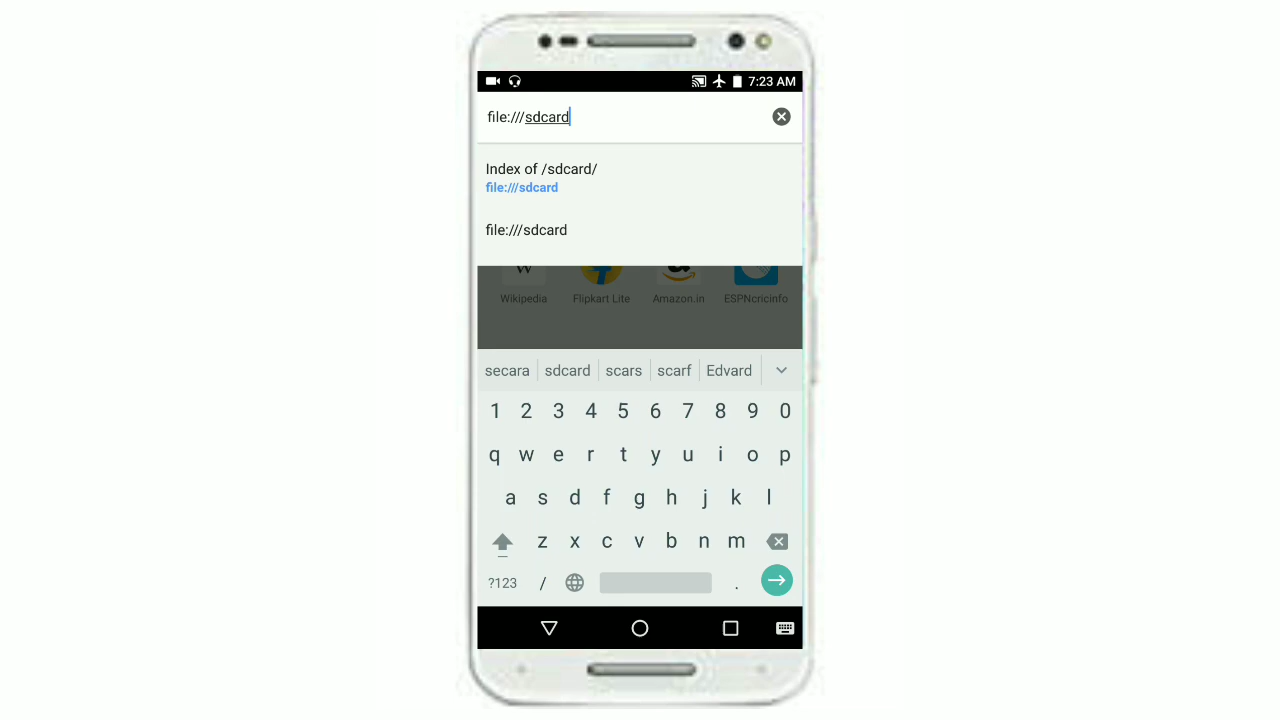 7:23 AM
file:///sdcard
Index of /sdcard/
file:///sdcard
file:///sdcard
Wikipedia Flipkart Lite Amazon.in ESPNcricinfo
secara sdcard scars scarf Edvard
1 2 3 4 5 6 7 8 9 0
q w e r t y u i o p
a s d f g h j k l
z x c v b n m
?123 / .